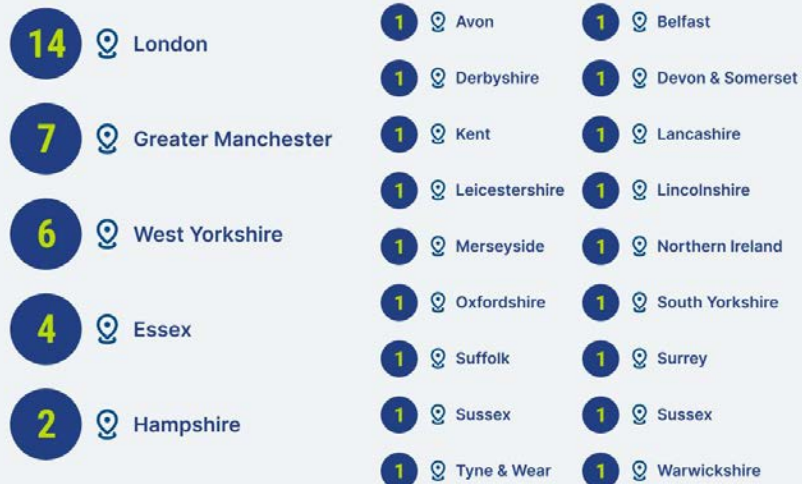 14 London
7 Greater Manchester
6 West Yorkshire
4 Essex
2 Hampshire
1 Avon
1 Derbyshire
1 Kent
1 Leicestershire
1 Merseyside
1 Oxfordshire
1 Suffolk
1 Sussex
1 Tyne & Wear
1 Belfast
1 Devon & Somerset
1 Lancashire
1 Lincolnshire
1 Northern Ireland
1 South Yorkshire
1 Surrey
1 Sussex
1 Warwickshire